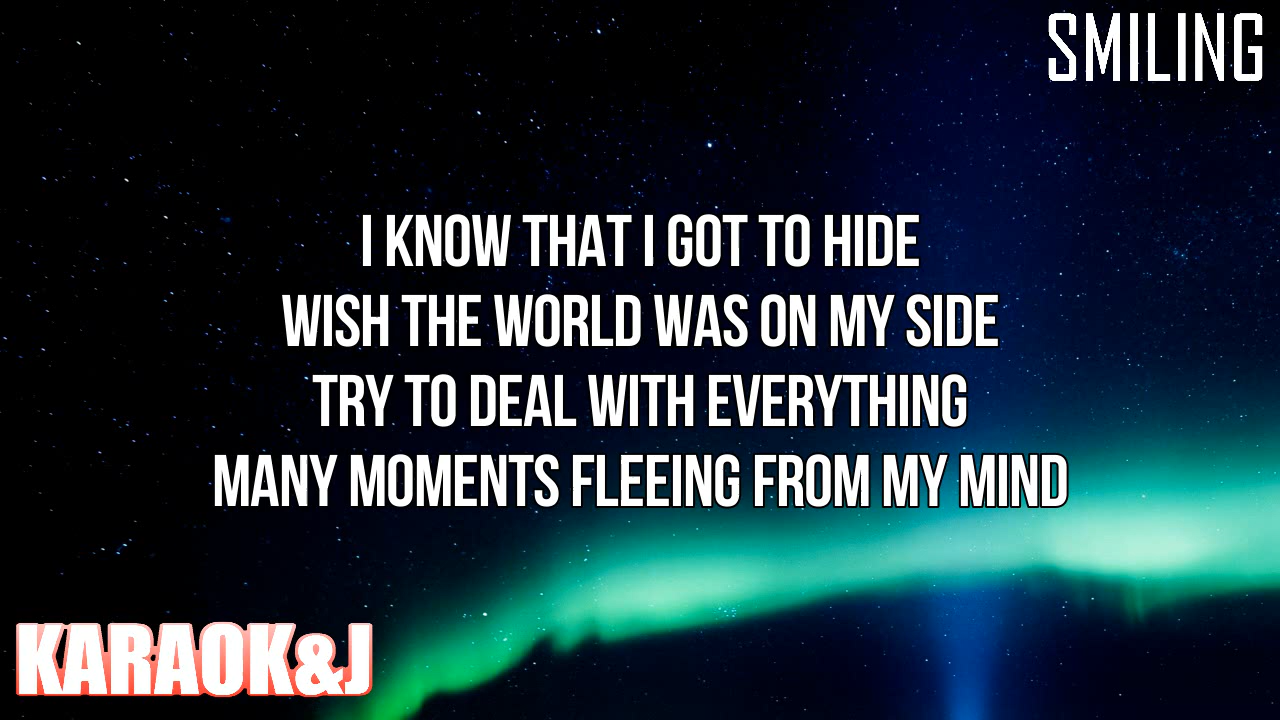 SMILING
I KNOW THAT I GOT TO HIDE
WISH THE WORLD WAS ON MY SIDE
TRY TO DEAL WITH EVERYTHING
MANY MOMENTS FLEEING FROM MY MIND
KARAOK&J